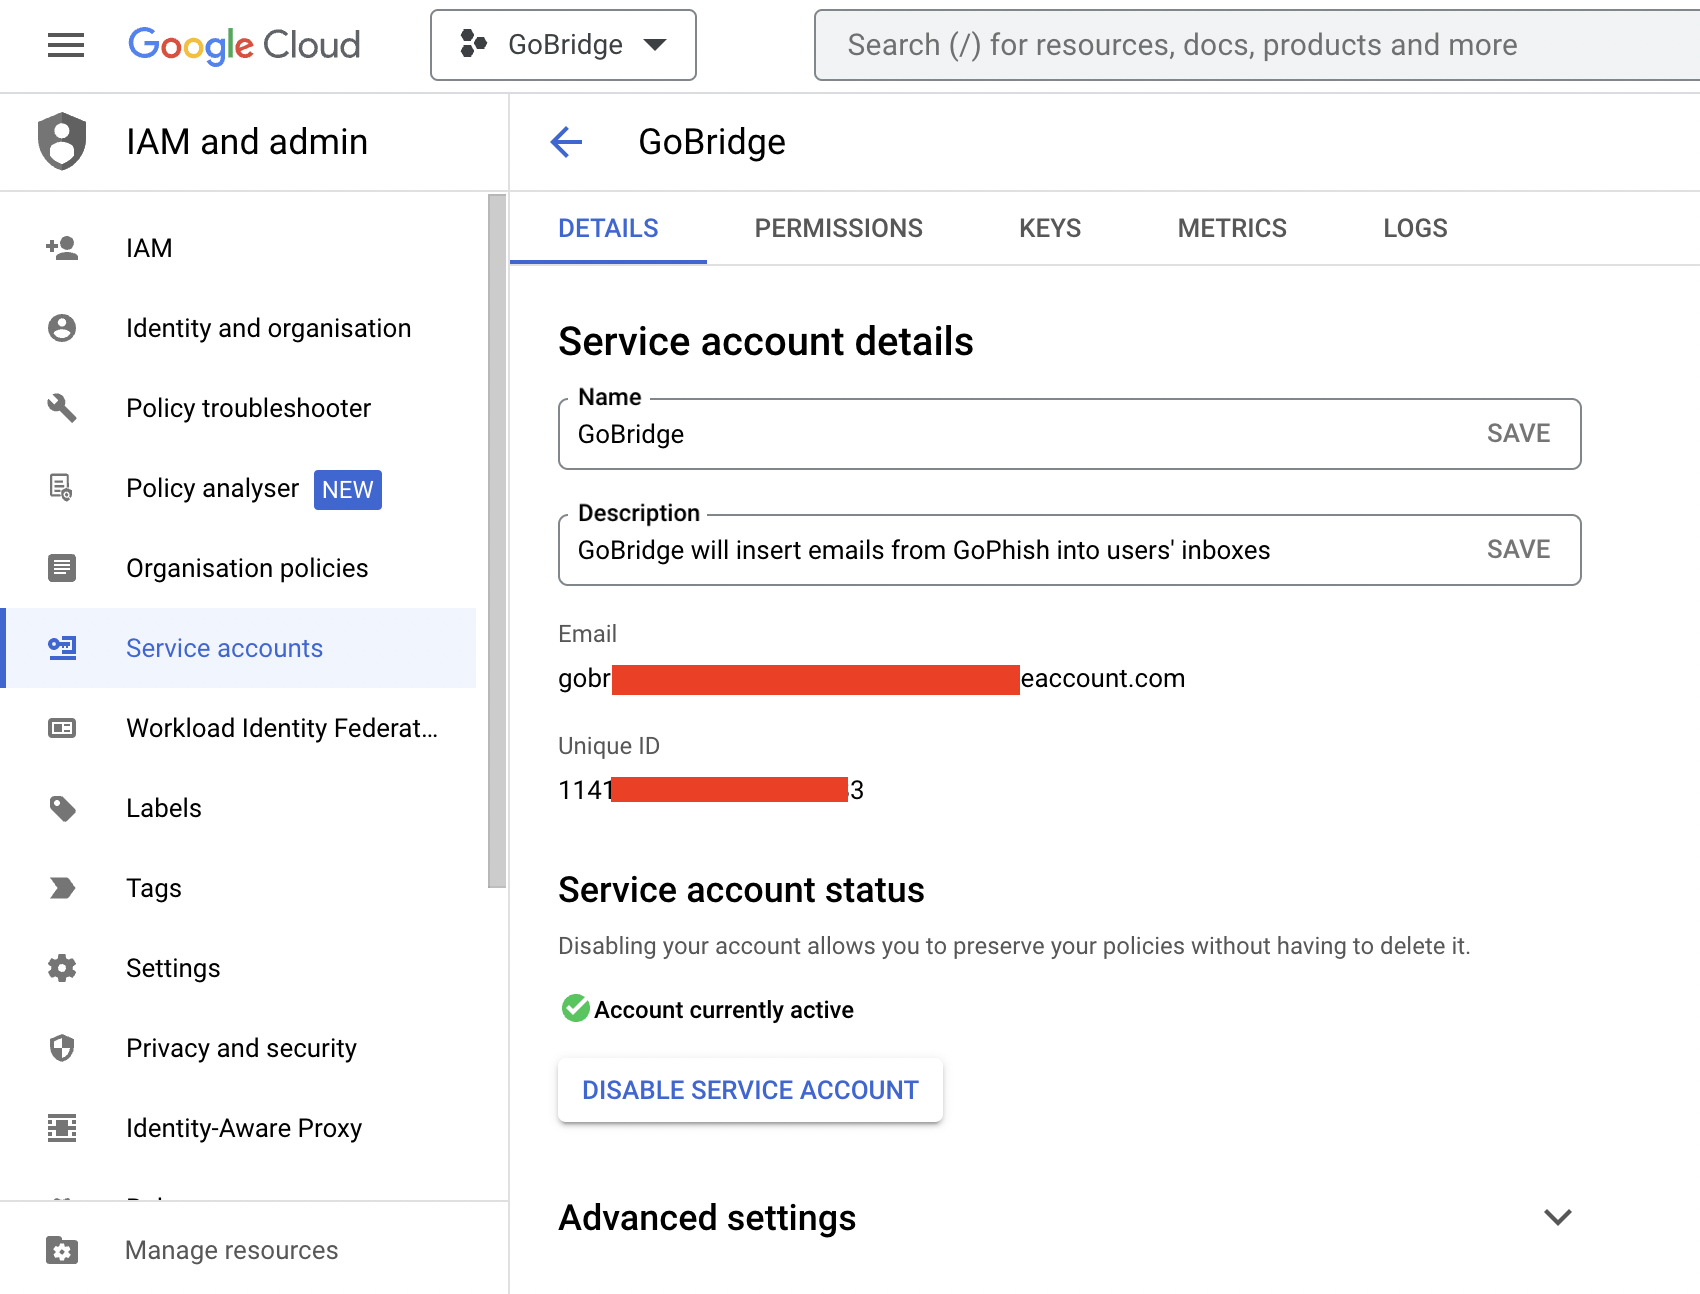 Google Cloud
GoBridge
Search (/) for resources, docs, products and more
IAM and admin
GoBridge
IAM
Identity and organisation
Policy troubleshooter
Policy analyser NEW
Organisation policies
Service accounts
Workload Identity Federat...
Labels
Tags
Settings
Privacy and security
Identity-Aware Proxy
Manage resources
DETAILS PERMISSIONS KEYS METRICS LOGS
Service account details
Name
GoBridge SAVE
Description
GoBridge will insert emails from GoPhish into users' inboxes SAVE
Email
gobr eaccount.com
Unique ID
1141 3
Service account status
Disabling your account allows you to preserve your policies without having to delete it.
Account currently active
DISABLE SERVICE ACCOUNT
Advanced settings